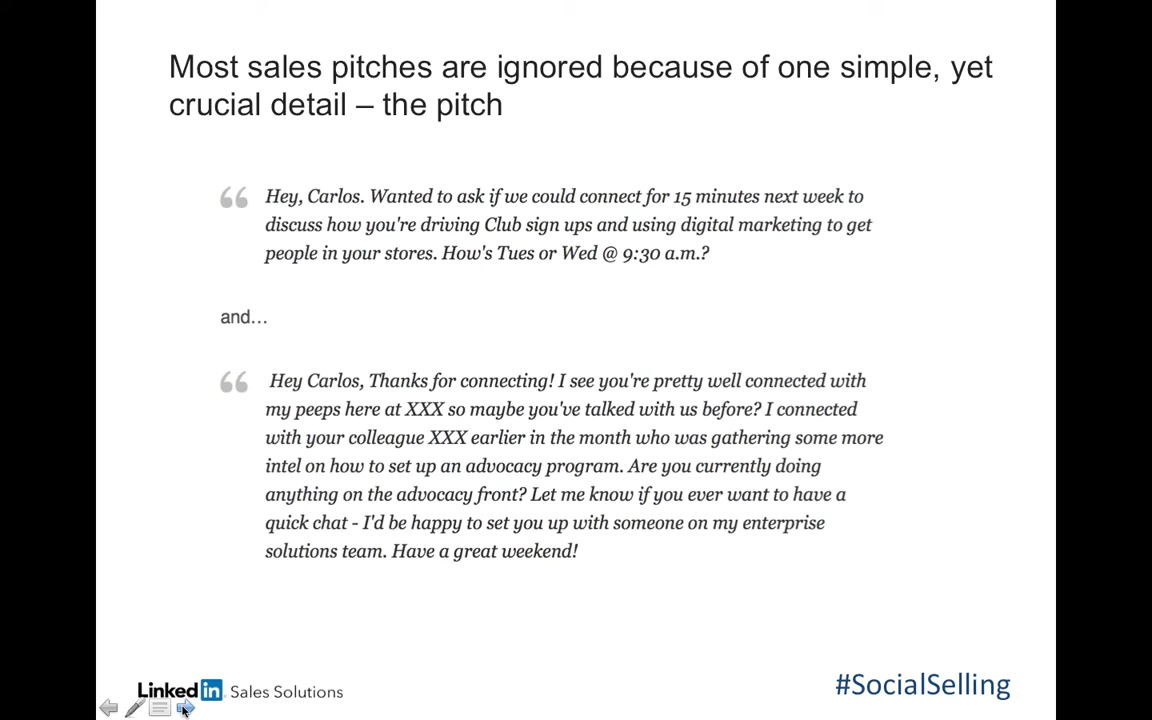 Most sales pitches are ignored because of one simple, yet
crucial detail – the pitch
“ Hey, Carlos. Wanted to ask if we could connect for 15 minutes next week to
discuss how you're driving Club sign ups and using digital marketing to get
people in your stores. How's Tues or Wed @ 9:30 a.m.?
and...
“ Hey Carlos, Thanks for connecting! I see you're pretty well connected with
my peeps here at XXX so maybe you've talked with us before? I connected
with your colleague XXX earlier in the month who was gathering some more
intel on how to set up an advocacy program. Are you currently doing
anything on the advocacy front? Let me know if you ever want to have a
quick chat - I'd be happy to set you up with someone on my enterprise
solutions team. Have a great weekend!
Linked in Sales Solutions
#SocialSelling